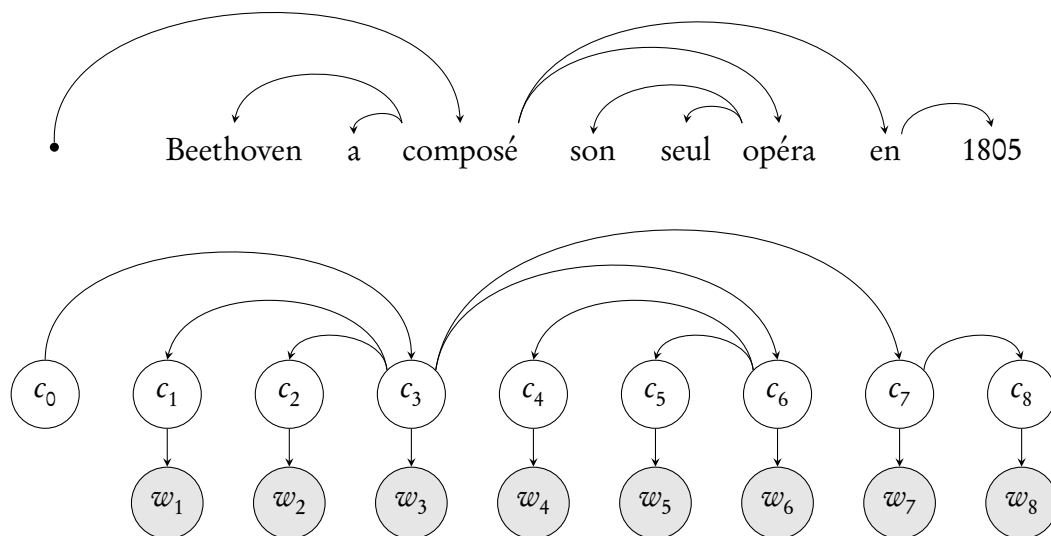 Beethoven a composé son seul opéra en 1805
c₀ c₁ c₂ c₃ c₄ c₅ c₆ c₇ c₈
w₁ w₂ w₃ w₄ w₅ w₆ w₇ w₈